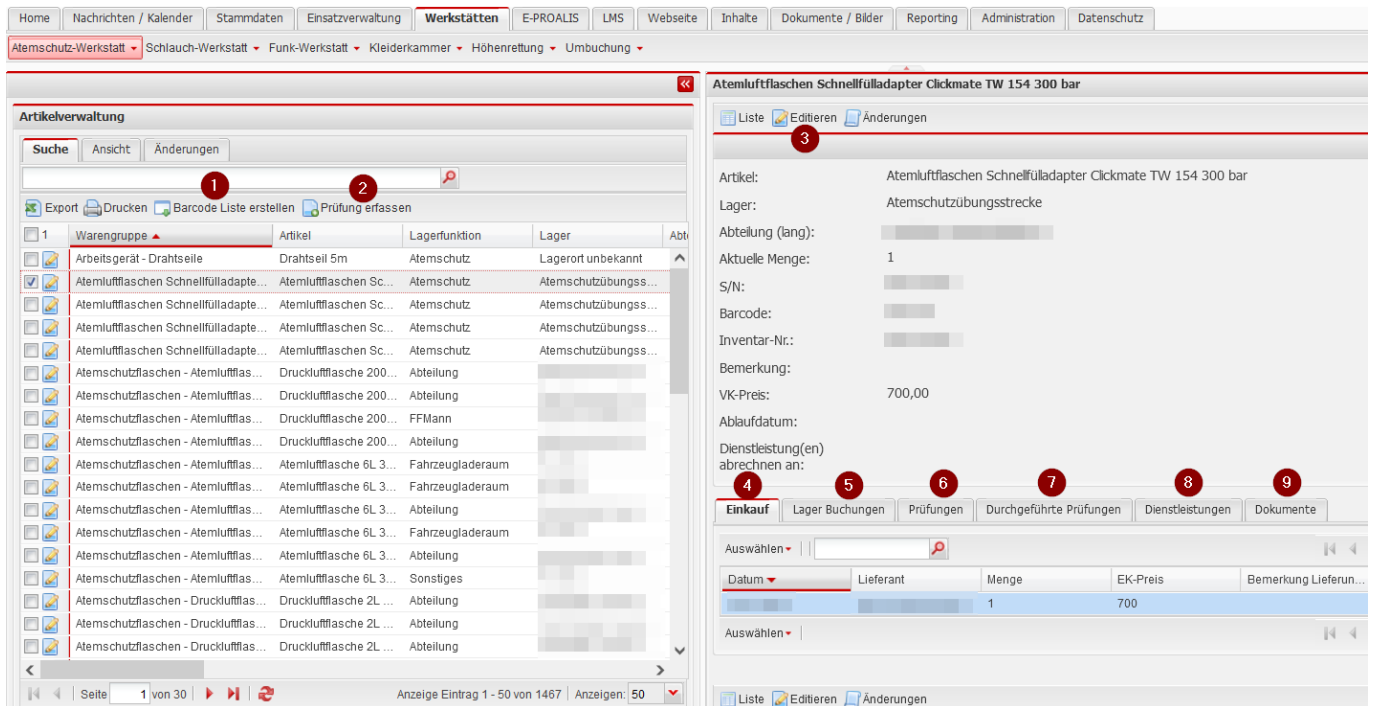 Home Nachrichten / Kalender Stammdaten Einsatzverwaltung Werkstätten E-PROALIS LMS Webseite Inhalte Dokumente / Bilder Reporting Administration Datenschutz
Atemschutz-Werkstatt Schlauch-Werkstatt Funk-Werkstatt Kleiderkammer Höhenrettung Umbuchung
Artikelverwaltung
Suche Ansicht Änderungen
1 2
Export Drucken Barcode Liste erstellen Prüfung erfassen
1 Warengruppe Artikel Lagerfunktion Lager Abt
Arbeitsgerät - Drahtseile Drahtseil 5m Atemschutz Lagerort unbekannt
Atemluftflaschen Schnellfülladapte... Atemluftflaschen Sc... Atemschutz Atemschutzübungss...
Atemluftflaschen Schnellfülladapte... Atemluftflaschen Sc... Atemschutz Atemschutzübungss...
Atemluftflaschen Schnellfülladapte... Atemluftflaschen Sc... Atemschutz Atemschutzübungss...
Atemluftflaschen Schnellfülladapte... Atemluftflaschen Sc... Atemschutz Atemschutzübungss...
Atemschutzflaschen - Atemluftflas... Druckluftflasche 200... Abteilung
Atemschutzflaschen - Atemluftflas... Druckluftflasche 200... Abteilung
Atemschutzflaschen - Atemluftflas... Druckluftflasche 200... FFMann
Atemschutzflaschen - Atemluftflas... Druckluftflasche 200... Abteilung
Atemschutzflaschen - Atemluftflas... Atemluftflasche 6L 3... Fahrzeugladeraum
Atemschutzflaschen - Atemluftflas... Atemluftflasche 6L 3... Fahrzeugladeraum
Atemschutzflaschen - Atemluftflas... Atemluftflasche 6L 3... Abteilung
Atemschutzflaschen - Atemluftflas... Atemluftflasche 6L 3... Fahrzeugladeraum
Atemschutzflaschen - Atemluftflas... Atemluftflasche 6L 3... Abteilung
Atemschutzflaschen - Atemluftflas... Atemluftflasche 6L 3... Sonstiges
Atemschutzflaschen - Druckluftflas... Druckluftflasche 2L ... Abteilung
Atemschutzflaschen - Druckluftflas... Druckluftflasche 2L ... Abteilung
Atemschutzflaschen - Druckluftflas... Druckluftflasche 2L ... Abteilung
Seite 1 von 30 Anzeige Eintrag 1 - 50 von 1467 Anzeigen: 50
Atemluftflaschen Schnellfülladapter Clickmate TW 154 300 bar
Liste Editieren Änderungen
3
Artikel: Atemluftflaschen Schnellfülladapter Clickmate TW 154 300 bar
Lager: Atemschutzübungsstrecke
Abteilung (lang):
Aktuelle Menge: 1
S/N:
Barcode:
Inventar-Nr.:
Bemerkung:
VK-Preis: 700,00
Ablaufdatum:
Dienstleistung(en)
abrechnen an:
4 5 6 7 8 9
Einkauf Lager Buchungen Prüfungen Durchgeführte Prüfungen Dienstleistungen Dokumente
Auswählen
Datum Lieferant Menge EK-Preis Bemerkung Lieferun...
1 700
Auswählen
Liste Editieren Änderungen